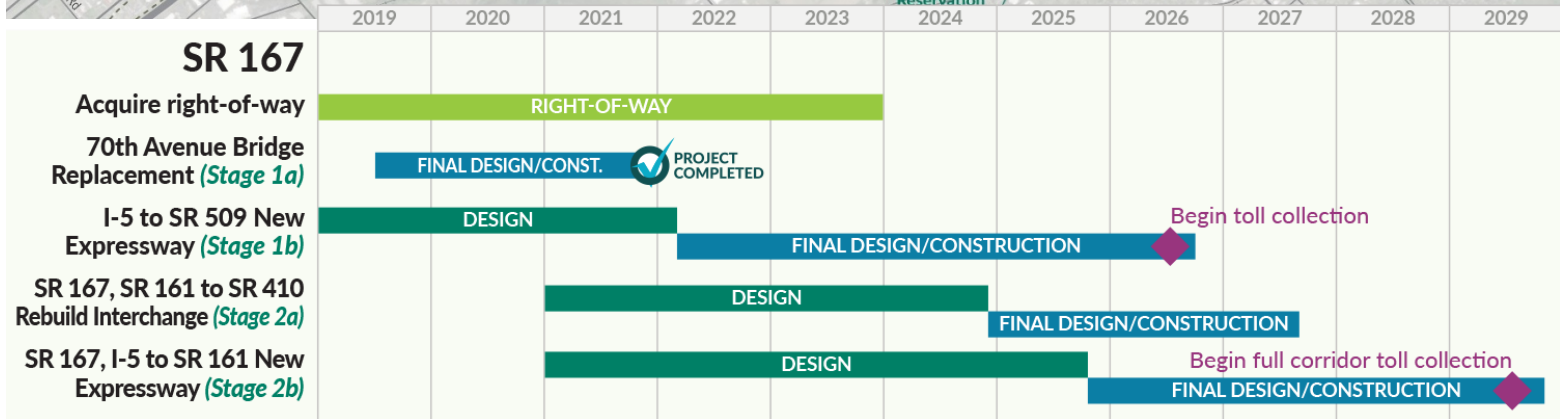 Rd
Reservation
2019 2020 2021 2022 2023 2024 2025 2026 2027 2028 2029
SR 167
Acquire right-of-way
RIGHT-OF-WAY
70th Avenue Bridge
Replacement (Stage 1a)
FINAL DESIGN/CONST.
PROJECT
COMPLETED
I-5 to SR 509 New
Expressway (Stage 1b)
DESIGN
FINAL DESIGN/CONSTRUCTION
Begin toll collection
SR 167, SR 161 to SR 410
Rebuild Interchange (Stage 2a)
DESIGN
FINAL DESIGN/CONSTRUCTION
SR 167, I-5 to SR 161 New
Expressway (Stage 2b)
DESIGN
Begin full corridor toll collection
FINAL DESIGN/CONSTRUCTION